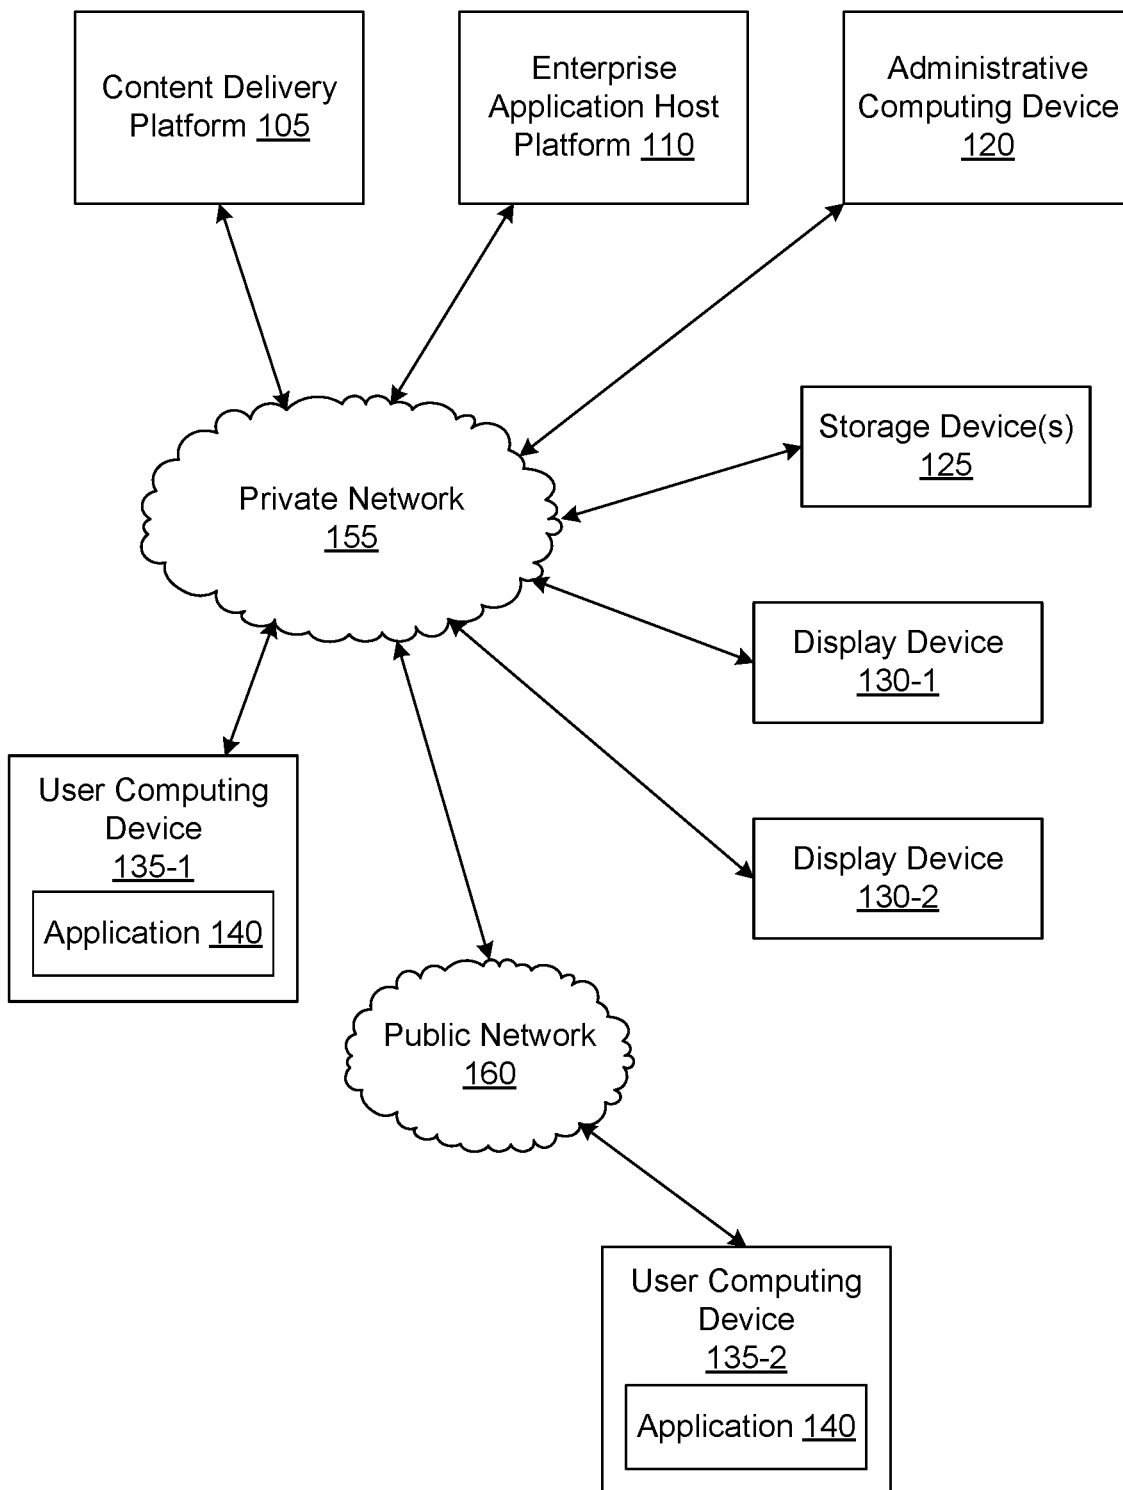 Content Delivery
Platform 105
Enterprise
Application Host
Platform 110
Administrative
Computing Device
120
Storage Device(s)
125
Private Network
155
Display Device
130-1
User Computing
Device
135-1
Application 140
Display Device
130-2
Public Network
160
User Computing
Device
135-2
Application 140